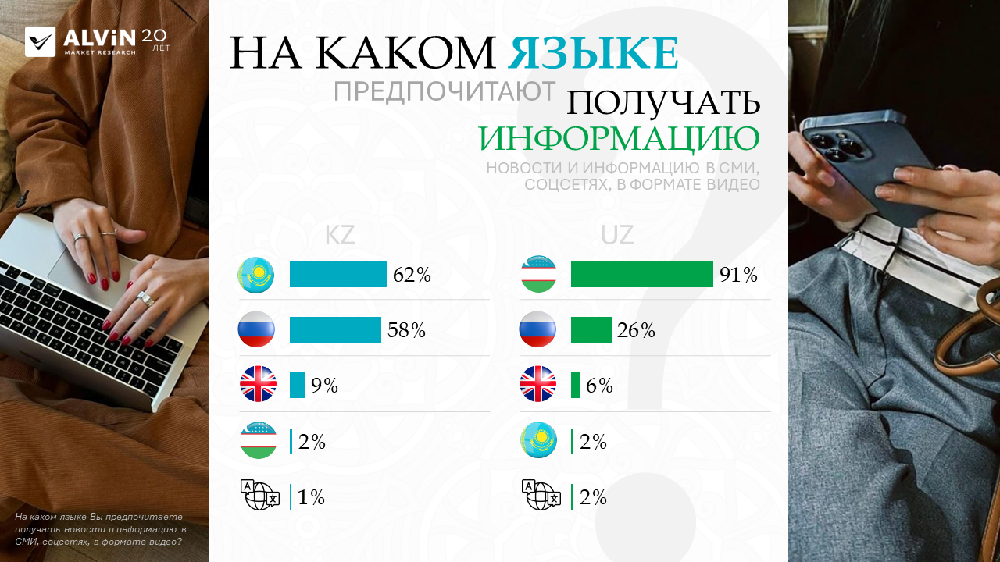 ALViN 20
MARKET RESEARCH ЛЕТ
НА КАКОМ ЯЗЫКЕ
ПРЕДПОЧИТАЮТ
ПОЛУЧАТЬ
ИНФОРМАЦИЮ
НОВОСТИ И ИНФОРМАЦИЮ В СМИ,
СОЦСЕТЯХ, В ФОРМАТЕ ВИДЕО
KZ
62%
58%
9%
2%
1%
UZ
91%
26%
6%
2%
2%
На каком языке Вы предпочитаете
получать новости и информацию в
СМИ, соцсетях, в формате видео?